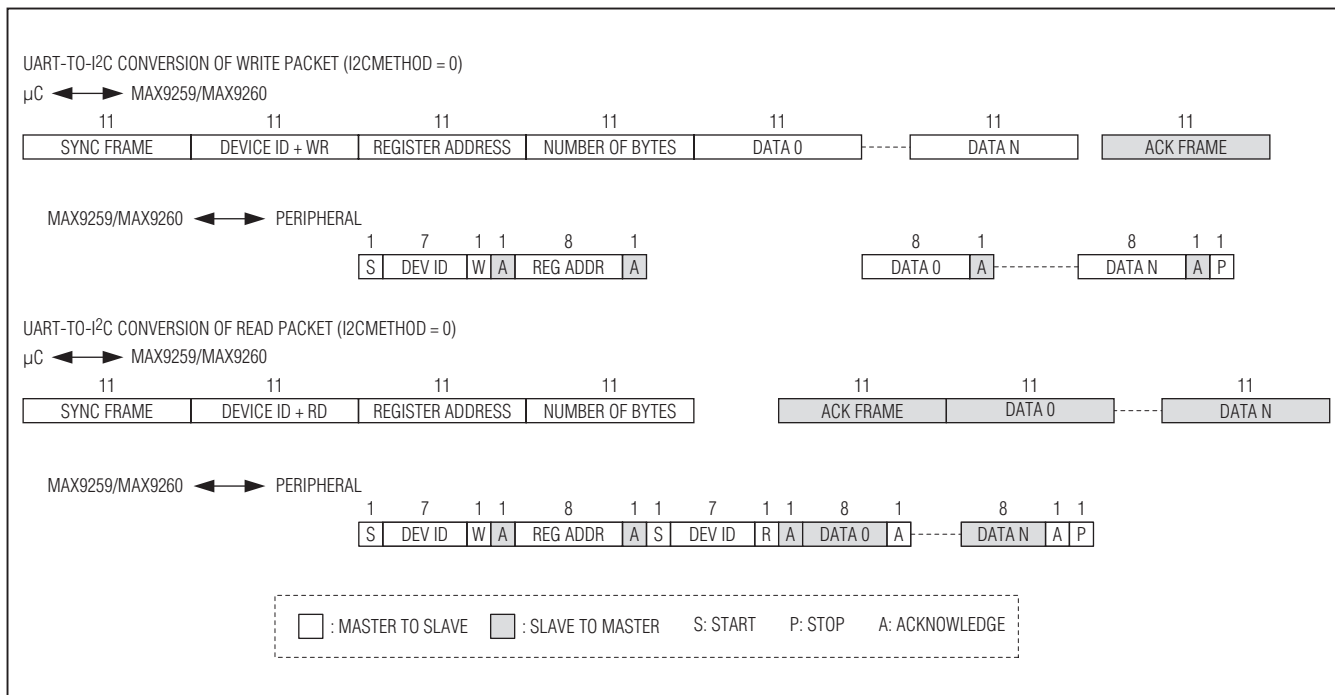 UART-TO-I2C CONVERSION OF WRITE PACKET (I2CMETHOD = 0)
µC MAX9259/MAX9260
11 11 11 11 11 11 11
SYNC FRAME DEVICE ID + WR REGISTER ADDRESS NUMBER OF BYTES DATA 0 DATA N ACK FRAME
MAX9259/MAX9260 PERIPHERAL
1 7 1 1 8 1 8 1 8 1 1
S DEV ID W A REG ADDR A DATA 0 A DATA N A P
UART-TO-I2C CONVERSION OF READ PACKET (I2CMETHOD = 0)
µC MAX9259/MAX9260
11 11 11 11 11 11 11
SYNC FRAME DEVICE ID + RD REGISTER ADDRESS NUMBER OF BYTES ACK FRAME DATA 0 DATA N
MAX9259/MAX9260 PERIPHERAL
1 7 1 1 8 1 1 7 1 1 8 1 8 1 1
S DEV ID W A REG ADDR A S DEV ID R A DATA 0 A DATA N A P
: MASTER TO SLAVE : SLAVE TO MASTER S: START P: STOP A: ACKNOWLEDGE